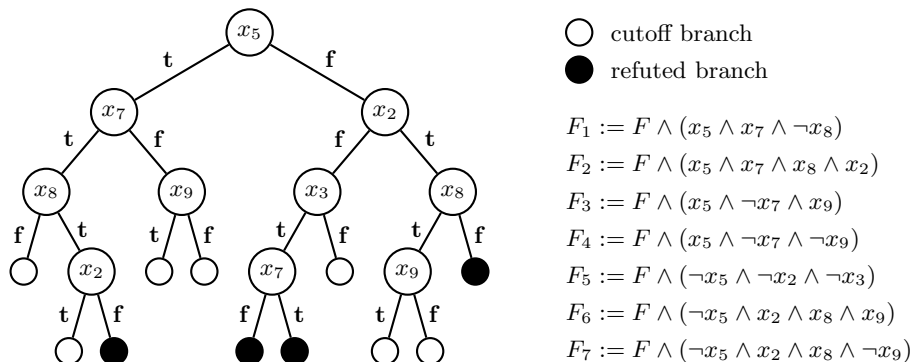 x₅
t f
x₇ x₂
t f f t
x₈ x₉ x₃ x₈
f t t f t f t f
x₂ x₇ x₉
t f f t t f
cutoff branch
refuted branch
F₁ := F ∧ (x₅ ∧ x₇ ∧ ¬x₈)
F₂ := F ∧ (x₅ ∧ x₇ ∧ x₈ ∧ x₂)
F₃ := F ∧ (x₅ ∧ ¬x₇ ∧ x₉)
F₄ := F ∧ (x₅ ∧ ¬x₇ ∧ ¬x₉)
F₅ := F ∧ (¬x₅ ∧ ¬x₂ ∧ ¬x₃)
F₆ := F ∧ (¬x₅ ∧ x₂ ∧ x₈ ∧ x₉)
F₇ := F ∧ (¬x₅ ∧ x₂ ∧ x₈ ∧ ¬x₉)